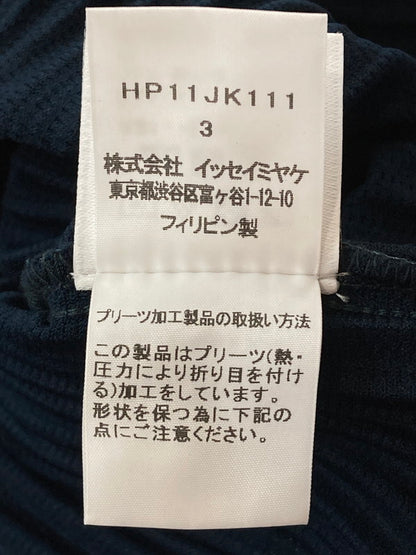 HP11JK111
3
株式会社 イッセイミヤケ
東京都渋谷区富ヶ谷1-12-10
フィリピン製
プリーツ加工製品の取扱い方法
この製品はプリーツ(熱・
圧力により折り目を付け
る)加工をしています。
形状を保つ為に下記の
点にご注意ください。